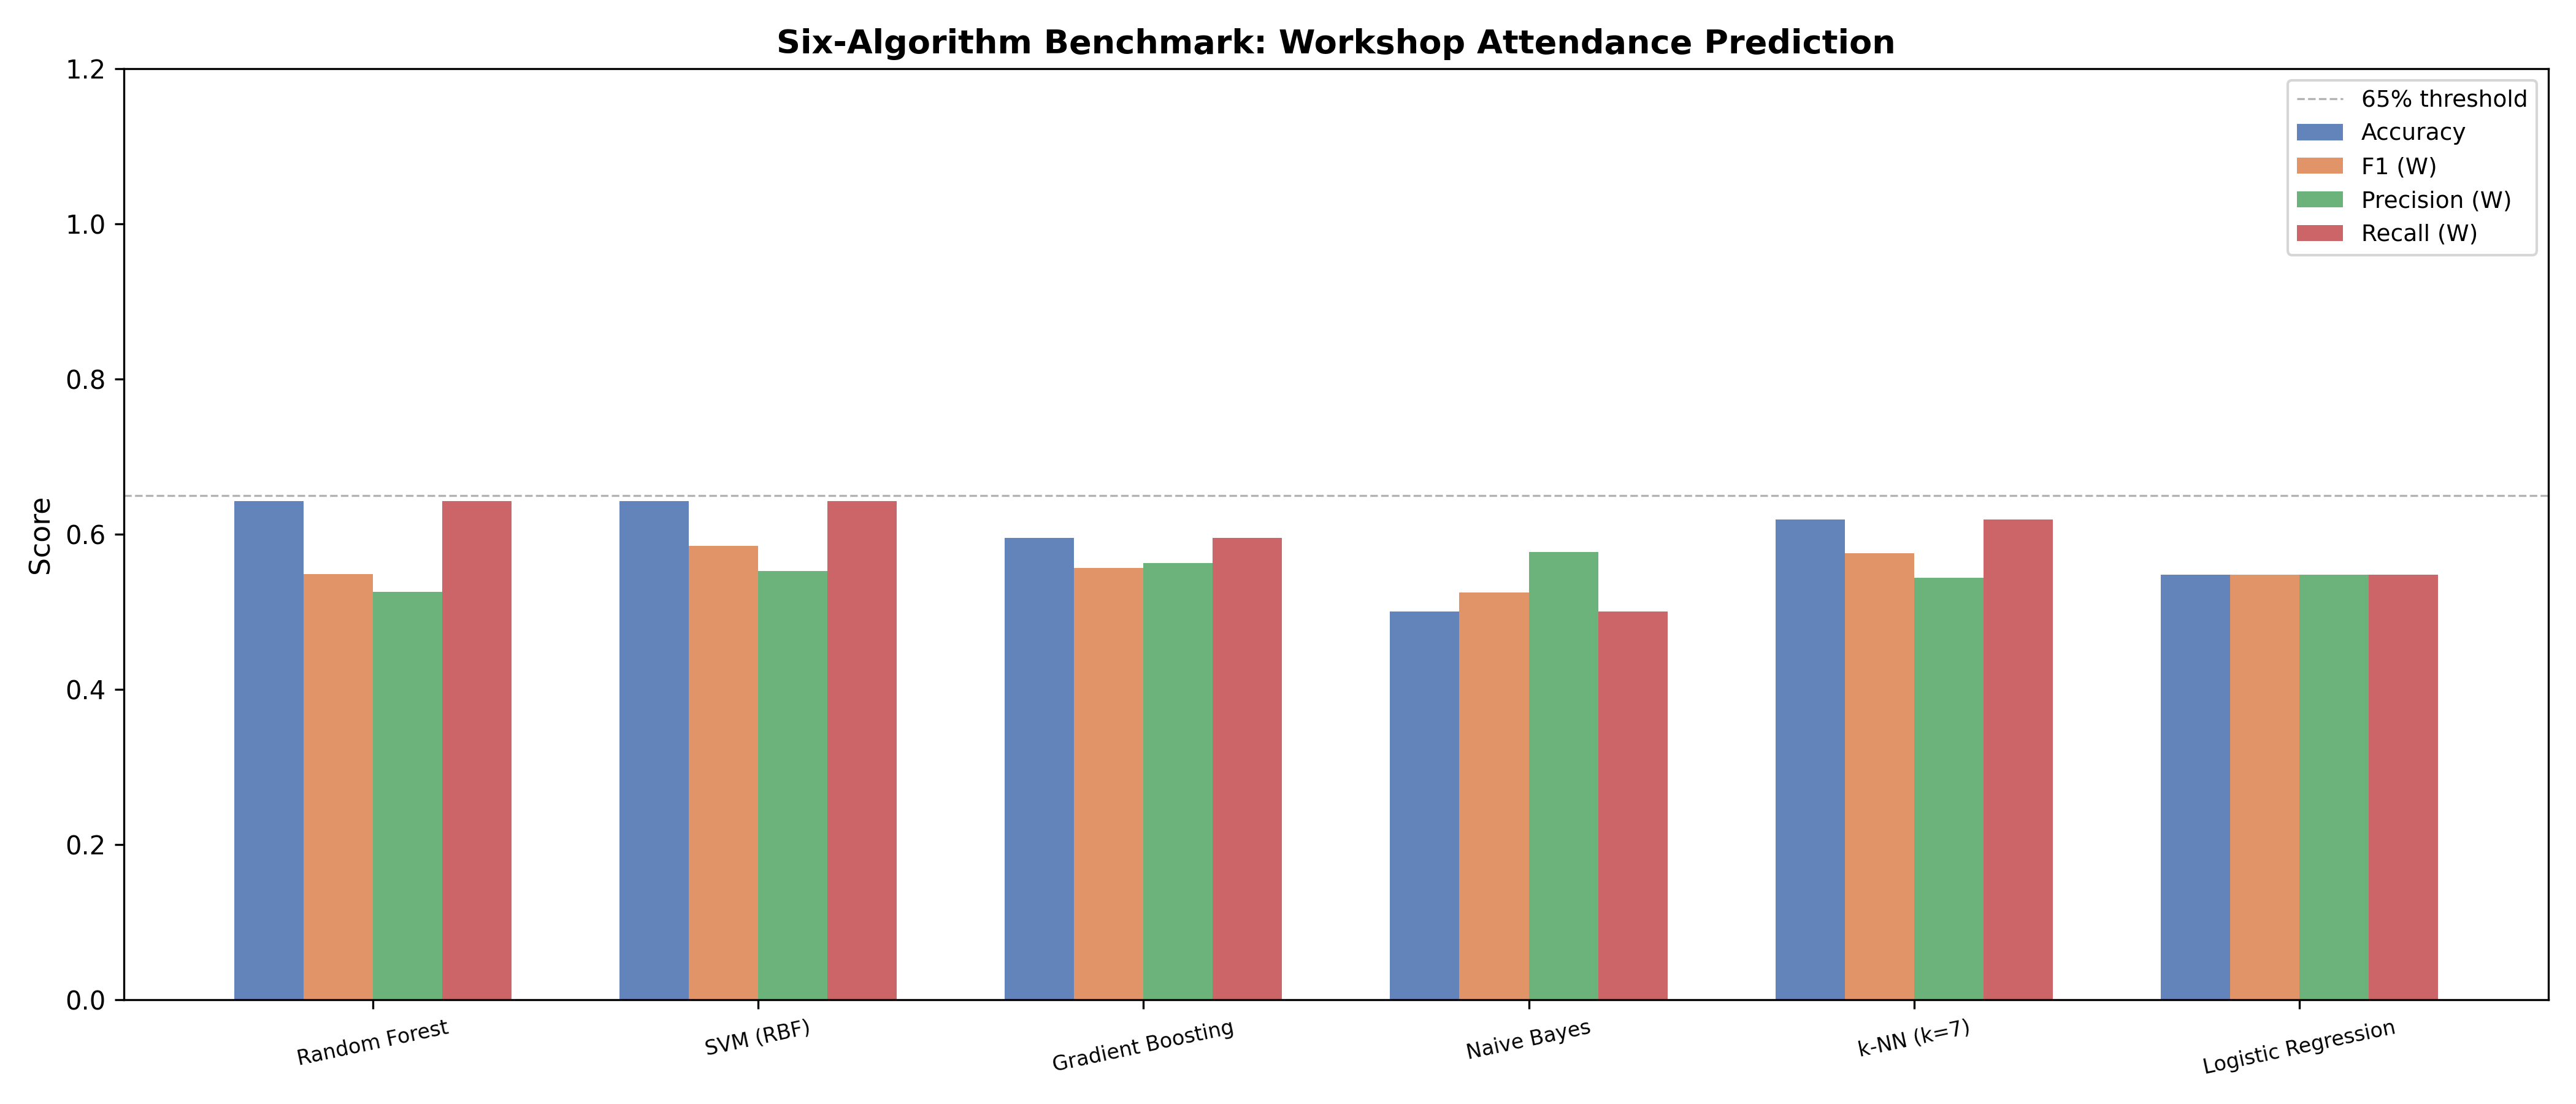 Six-Algorithm Benchmark: Workshop Attendance Prediction
1.2
1.0
0.8
0.6
0.4
0.2
0.0
Score
65% threshold
Accuracy
F1 (W)
Precision (W)
Recall (W)
Random Forest
SVM (RBF)
Gradient Boosting
Naive Bayes
k-NN (k=7)
Logistic Regression